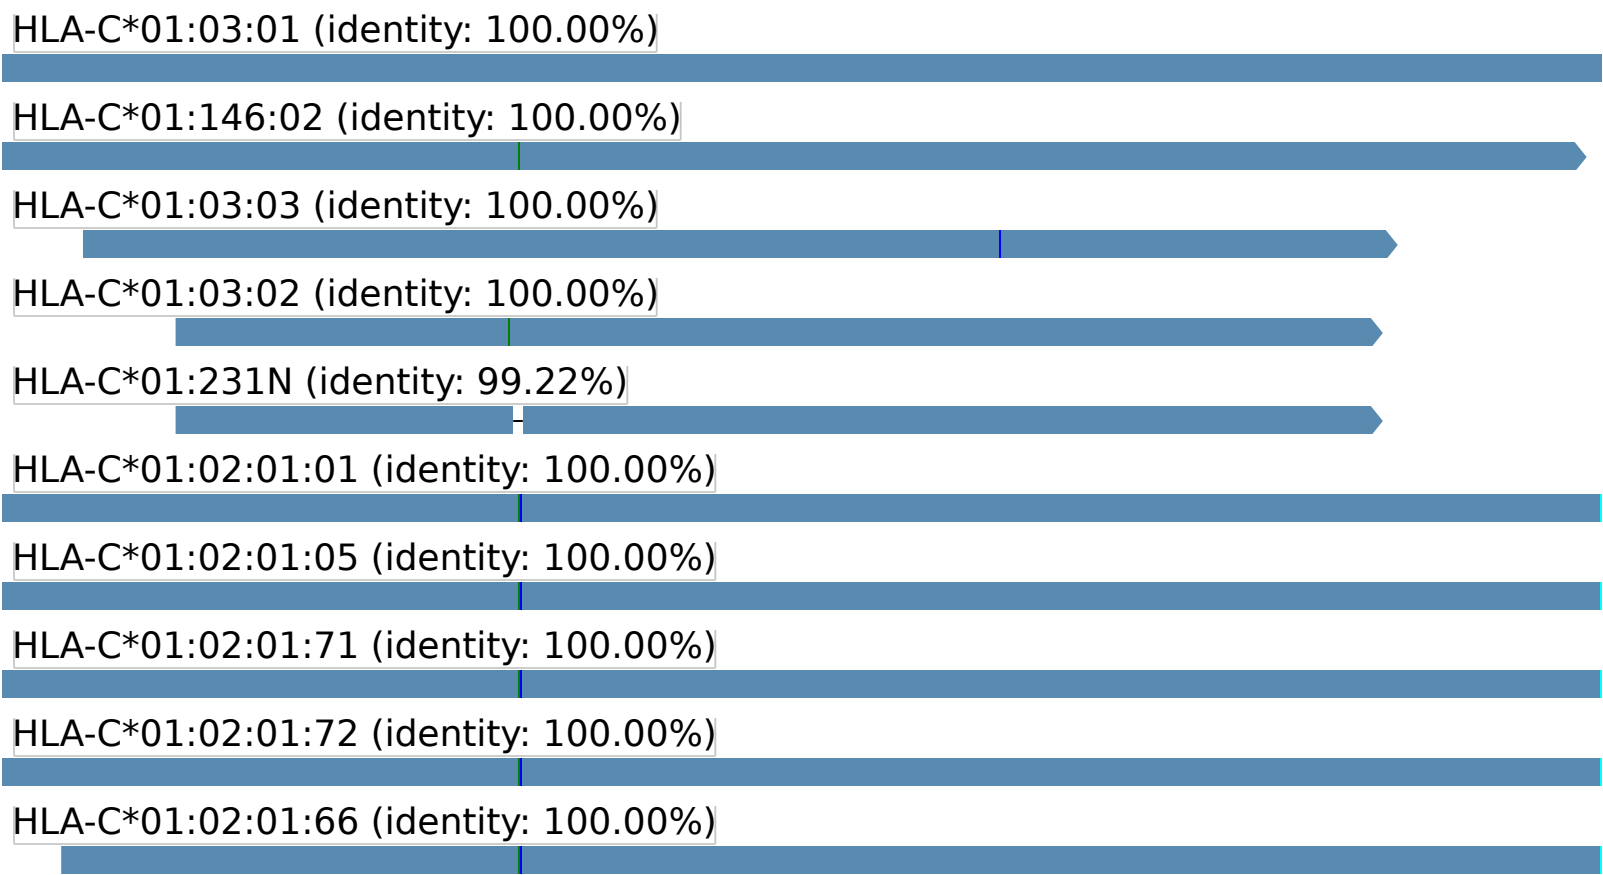 HLA-C*01:03:01 (identity: 100.00%)
HLA-C*01:146:02 (identity: 100.00%)
HLA-C*01:03:03 (identity: 100.00%)
HLA-C*01:03:02 (identity: 100.00%)
HLA-C*01:231N (identity: 99.22%)
HLA-C*01:02:01:01 (identity: 100.00%)
HLA-C*01:02:01:05 (identity: 100.00%)
HLA-C*01:02:01:71 (identity: 100.00%)
HLA-C*01:02:01:72 (identity: 100.00%)
HLA-C*01:02:01:66 (identity: 100.00%)